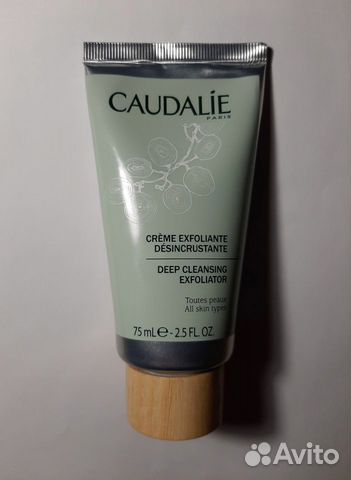 CAUDALÍE
PARIS
CRÈME EXFOLIANTE
DÉSINCRUSTANTE
DEEP CLEANSING
EXFOLIATOR
Toutes peaux
All skin types
75 mL e - 2.5 FL. OZ.
Avito